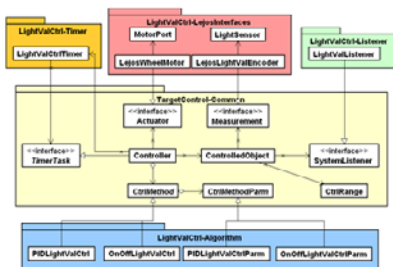 LightValCtrl-LejosInterfaces
LightValCtrl-Timer
MotorPort
LightSensor
LightValCtrl-Listener
LightValCtrlTimer
LejosWheelMotor
LejosLightValEncoder
LightValListener
TargetControl-Common
<<interface>>
Actuator
<<interface>>
Measurement
<<interface>>
TimerTask
Controller
ControlledObject
<<interface>>
SystemListener
CtrlMethod
CtrlMethodParm
CtrlRange
LightValCtrl-Algorithm
PIDLightValCtrl
OnOffLightValCtrl
PIDLightValCtrlParm
OnOffLightValCtrlParm